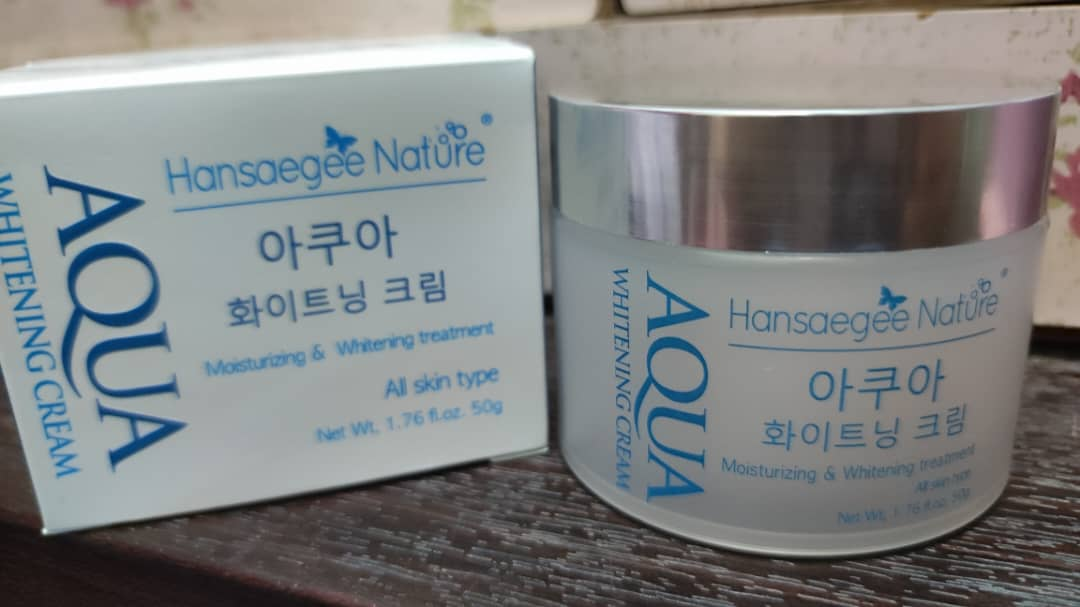 Hansaegee Nature®
아쿠아
화이트닝 크림
Moisturizing & Whitening treatment
All skin type
Net Wt. 1.76 fl.oz. 50g
AQUA
WHITENING CREAM
Hansaegee Nature®
아쿠아
화이트닝 크림
Moisturizing & Whitening treatment
All skin type
Net Wt. 1.76 fl.oz. 50g
AQUA
WHITENING CREAM